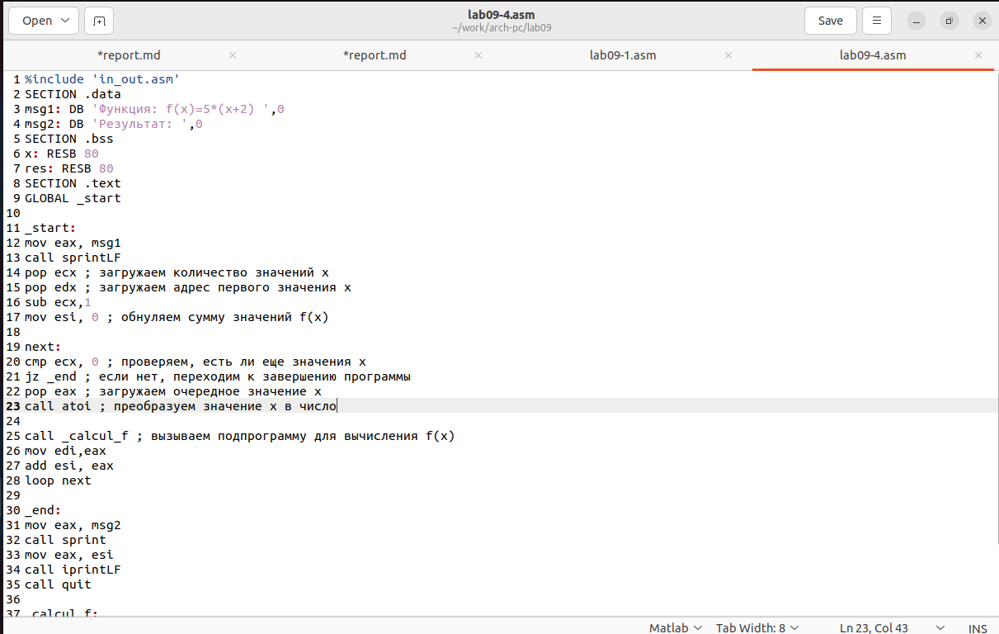 Open
lab09-4.asm
~/work/arch-pc/lab09
Save
*report.md
*report.md
lab09-1.asm
lab09-4.asm
1 %include 'in_out.asm'
2 SECTION .data
3 msg1: DB 'Функция: f(x)=5*(x+2) ',0
4 msg2: DB 'Результат: ',0
5 SECTION .bss
6 x: RESB 80
7 res: RESB 80
8 SECTION .text
9 GLOBAL _start
10
11 _start:
12 mov eax, msg1
13 call sprintLF
14 pop ecx ; загружаем количество значений x
15 pop edx ; загружаем адрес первого значения x
16 sub ecx,1
17 mov esi, 0 ; обнуляем сумму значений f(x)
18
19 next:
20 cmp ecx, 0 ; проверяем, есть ли еще значения x
21 jz _end ; если нет, переходим к завершению программы
22 pop eax ; загружаем очередное значение x
23 call atoi ; преобразуем значение x в число
24
25 call _calcul_f ; вызываем подпрограмму для вычисления f(x)
26 mov edi,eax
27 add esi, eax
28 loop next
29
30 _end:
31 mov eax, msg2
32 call sprint
33 mov eax, esi
34 call iprintLF
35 call quit
36
37 _calcul_f:
Matlab Tab Width: 8 Ln 23, Col 43 INS